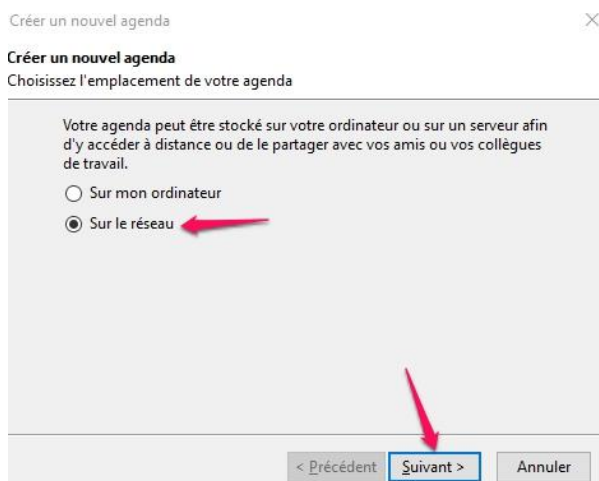 Créer un nouvel agenda
Créer un nouvel agenda
Choisissez l'emplacement de votre agenda
Votre agenda peut être stocké sur votre ordinateur ou sur un serveur afin
d'y accéder à distance ou de le partager avec vos amis ou vos collègues
de travail.
Sur mon ordinateur
Sur le réseau
< Précédent
Suivant >
Annuler